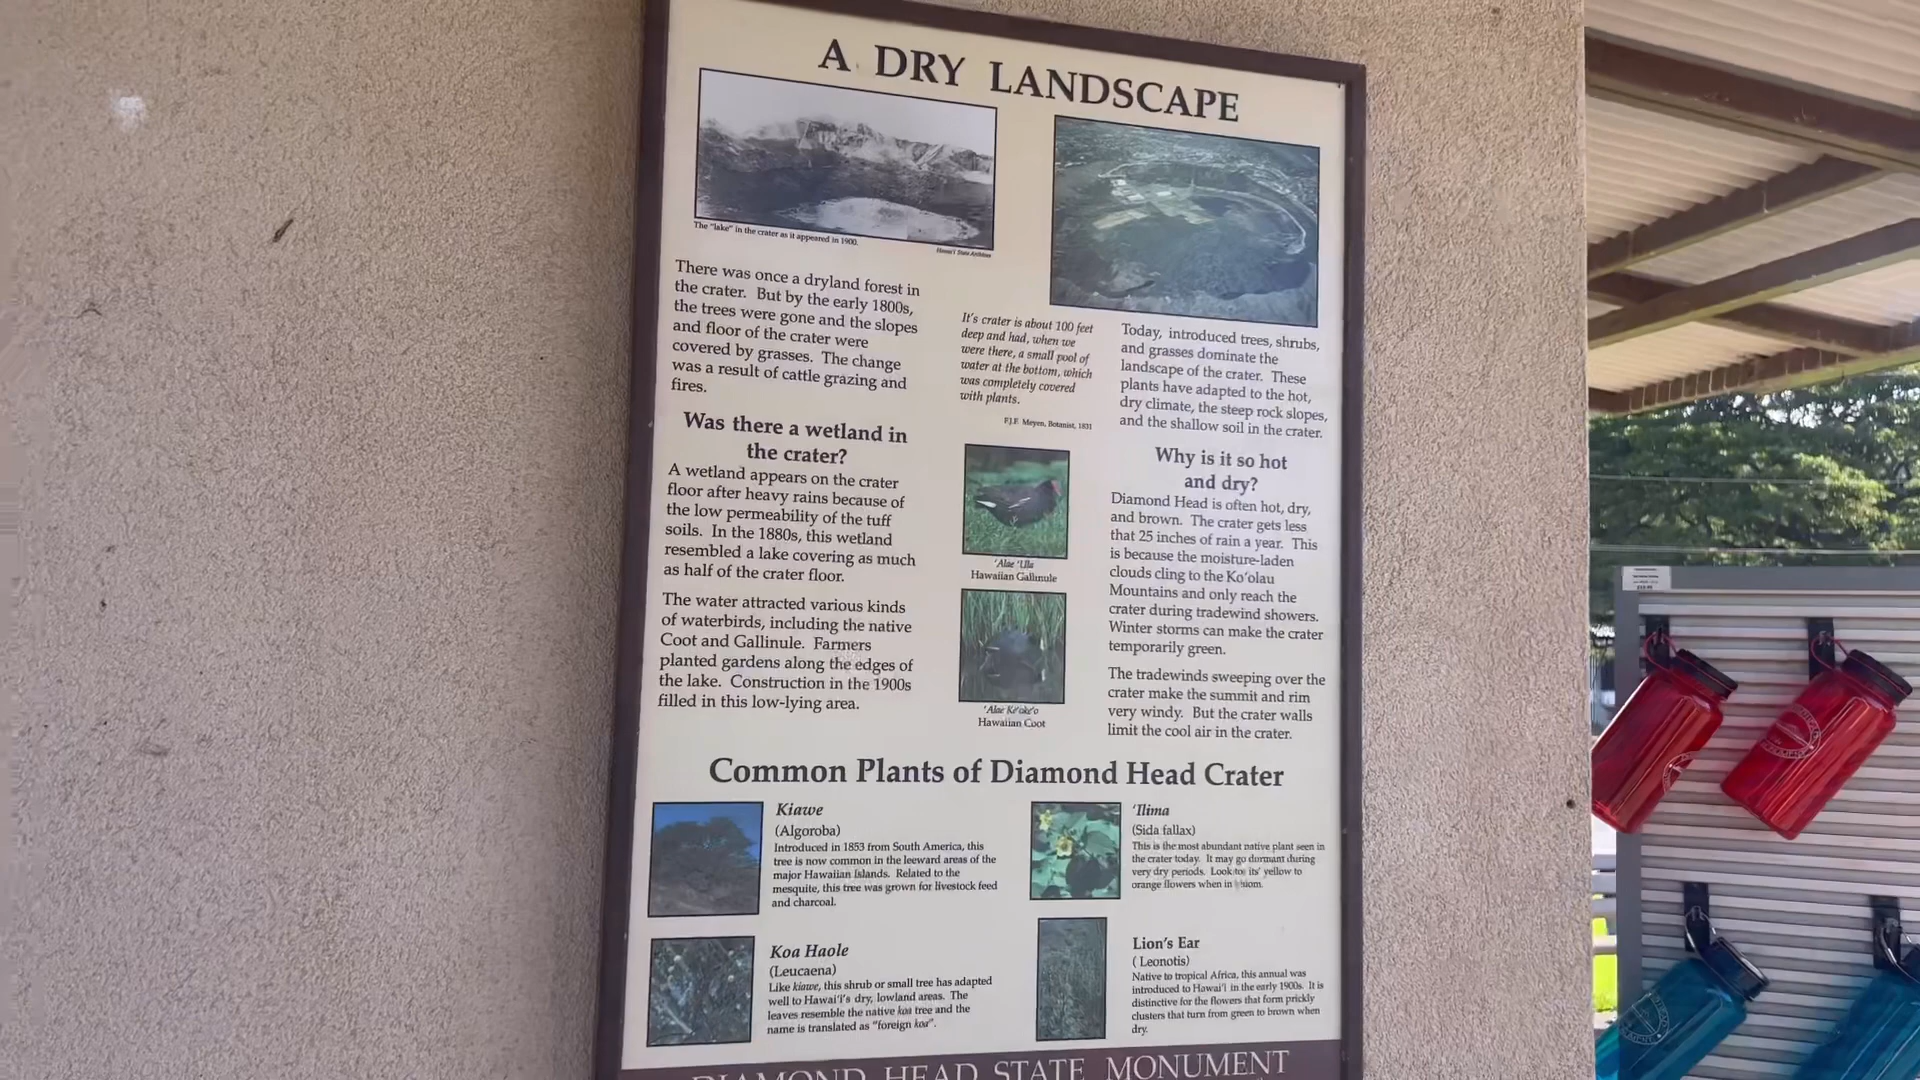 A DRY LANDSCAPE
The "lake" in the crater as it appeared in 1900.
Hawai'i State Archives
There was once a dryland forest in
the crater. But by the early 1800s,
the trees were gone and the slopes
and floor of the crater were
covered by grasses. The change
was a result of cattle grazing and
fires.
Was there a wetland in
the crater?
A wetland appears on the crater
floor after heavy rains because of
the low permeability of the tuff
soils. In the 1880s, this wetland
resembled a lake covering as much
as half of the crater floor.
The water attracted various kinds
of waterbirds, including the native
Coot and Gallinule. Farmers
planted gardens along the edges of
the lake. Construction in the 1900s
filled in this low-lying area.
It's crater is about 100 feet
deep and had, when we
were there, a small pool of
water at the bottom, which
was completely covered
with plants.
F.J.F. Meyen, Botanist, 1831
'Alae 'Ula
Hawaiian Gallinule
'Alae Ke'oke'o
Hawaiian Coot
Today, introduced trees, shrubs,
and grasses dominate the
landscape of the crater. These
plants have adapted to the hot,
dry climate, the steep rock slopes,
and the shallow soil in the crater.
Why is it so hot
and dry?
Diamond Head is often hot, dry,
and brown. The crater gets less
that 25 inches of rain a year. This
is because the moisture-laden
clouds cling to the Ko'olau
Mountains and only reach the
crater during tradewind showers.
Winter storms can make the crater
temporarily green.
The tradewinds sweeping over the
crater make the summit and rim
very windy. But the crater walls
limit the cool air in the crater.
Common Plants of Diamond Head Crater
Kiawe
(Algoroba)
Introduced in 1853 from South America, this
tree is now common in the leeward areas of the
major Hawaiian Islands. Related to the
mesquite, this tree was grown for livestock feed
and charcoal.
Koa Haole
(Leucaena)
Like kiawe, this shrub or small tree has adapted
well to Hawai'i's dry, lowland areas. The
leaves resemble the native koa tree and the
name is translated as "foreign koa".
'Ilima
(Sida fallax)
This is the most abundant native plant seen in
the crater today. It may go dormant during
very dry periods. Look for its' yellow to
orange flowers when in
Lion's Ear
( Leonotis)
Native to tropical Africa, this annual was
introduced to Hawai'i in the early 1900s. It is
distinctive for the flowers that form prickly
clusters that turn from green to brown when
dry.
DIAMOND HEAD STATE MONUMENT